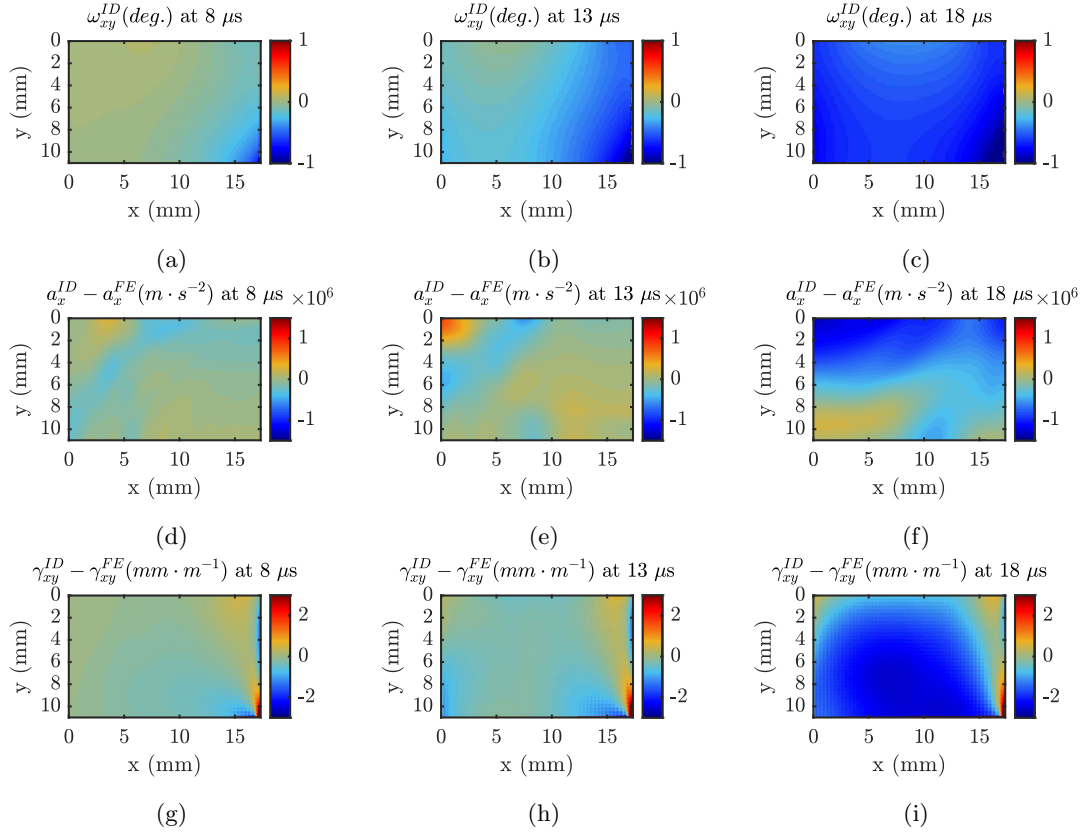 ω_xy^ID(deg.) at 8 μs ω_xy^ID(deg.) at 13 μs ω_xy^ID(deg.) at 18 μs
0 1 0 1 0 1
2 2 2
4 4 4
y (mm) 6 0 y (mm) 6 0 y (mm) 6 0
8 8 8
10 -1 10 -1 10 -1
0 5 10 15 0 5 10 15 0 5 10 15
x (mm) x (mm) x (mm)
(a) (b) (c)
a_x^ID − a_x^FE(m · s^−2) at 8 μs ×10^6 a_x^ID − a_x^FE(m · s^−2) at 13 μs ×10^6 a_x^ID − a_x^FE(m · s^−2) at 18 μs ×10^6
0 1 0 1 0 1
2 2 2
4 4 4
y (mm) 6 0 y (mm) 6 0 y (mm) 6 0
8 8 8
10 -1 10 -1 10 -1
0 5 10 15 0 5 10 15 0 5 10 15
x (mm) x (mm) x (mm)
(d) (e) (f)
γ_xy^ID − γ_xy^FE(mm · m^−1) at 8 μs γ_xy^ID − γ_xy^FE(mm · m^−1) at 13 μs γ_xy^ID − γ_xy^FE(mm · m^−1) at 18 μs
0 2 0 2 0 2
2 2 2
4 4 4
y (mm) 6 0 y (mm) 6 0 y (mm) 6 0
8 8 8
10 -2 10 -2 10 -2
0 5 10 15 0 5 10 15 0 5 10 15
x (mm) x (mm) x (mm)
(g) (h) (i)